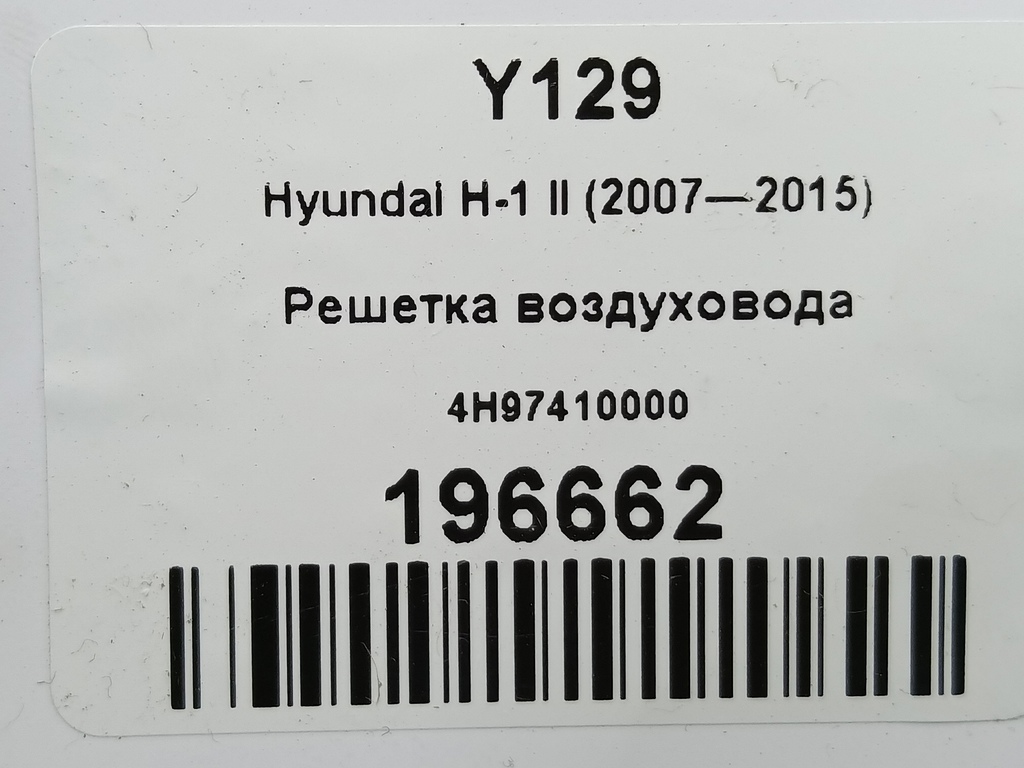 Y129
Hyundai H-1 II (2007—2015)
Решетка воздуховода
4H97410000
196662